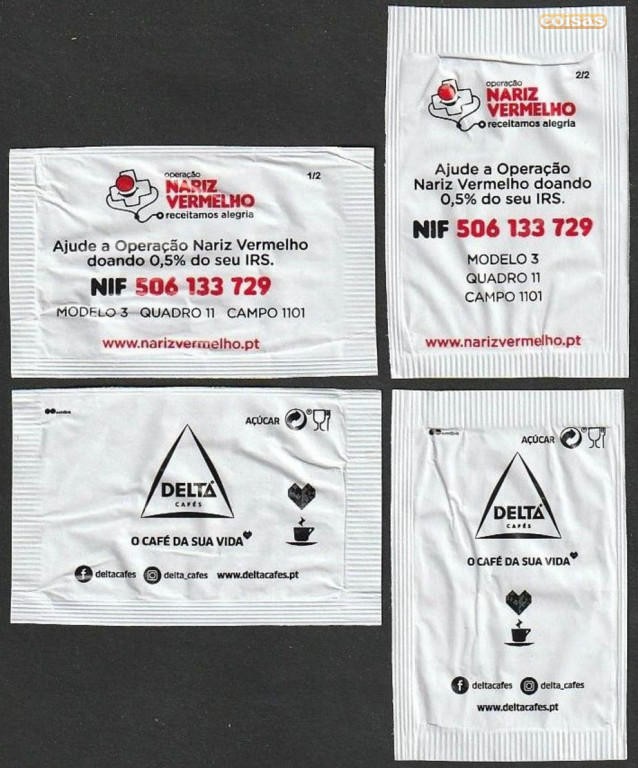 operação
NARIZ
VERMELHO
receitamos alegria
1/2
Ajude a Operação Nariz Vermelho
doando 0,5% do seu IRS.
NIF 506 133 729
MODELO 3 QUADRO 11 CAMPO 1101
www.narizvermelho.pt
coisas
operação
NARIZ
VERMELHO
receitamos alegria
2/2
Ajude a Operação
Nariz Vermelho doando
0,5% do seu IRS.
NIF 506 133 729
MODELO 3
QUADRO 11
CAMPO 1101
www.narizvermelho.pt
AÇÚCAR
DELTA
CAFÉS
O CAFÉ DA SUA VIDA
deltacafes delta_cafes www.deltacafes.pt
AÇÚCAR
DELTA
CAFÉS
O CAFÉ DA SUA VIDA
deltacafes delta_cafes
www.deltacafes.pt